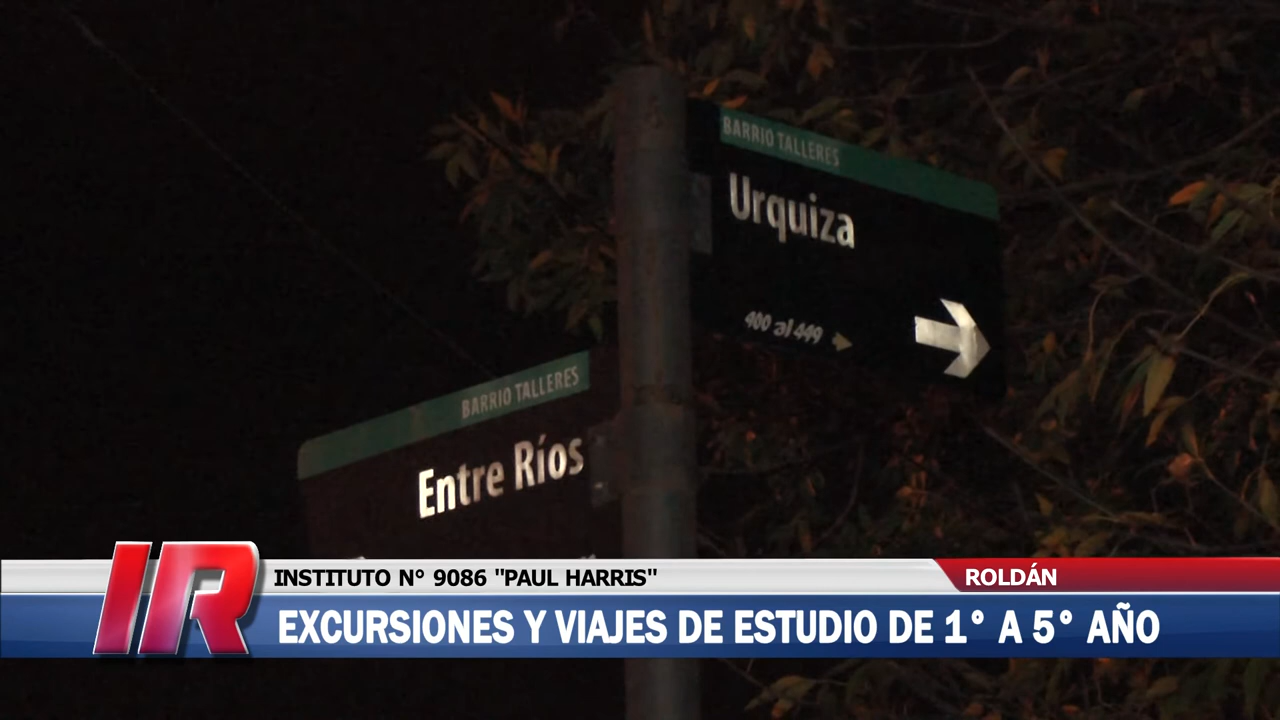 BARRIO TALLERES
Urquiza
400 al 449
BARRIO TALLERES
Entre Ríos
IR
INSTITUTO N° 9086 "PAUL HARRIS"
ROLDÁN
EXCURSIONES Y VIAJES DE ESTUDIO DE 1° A 5° AÑO